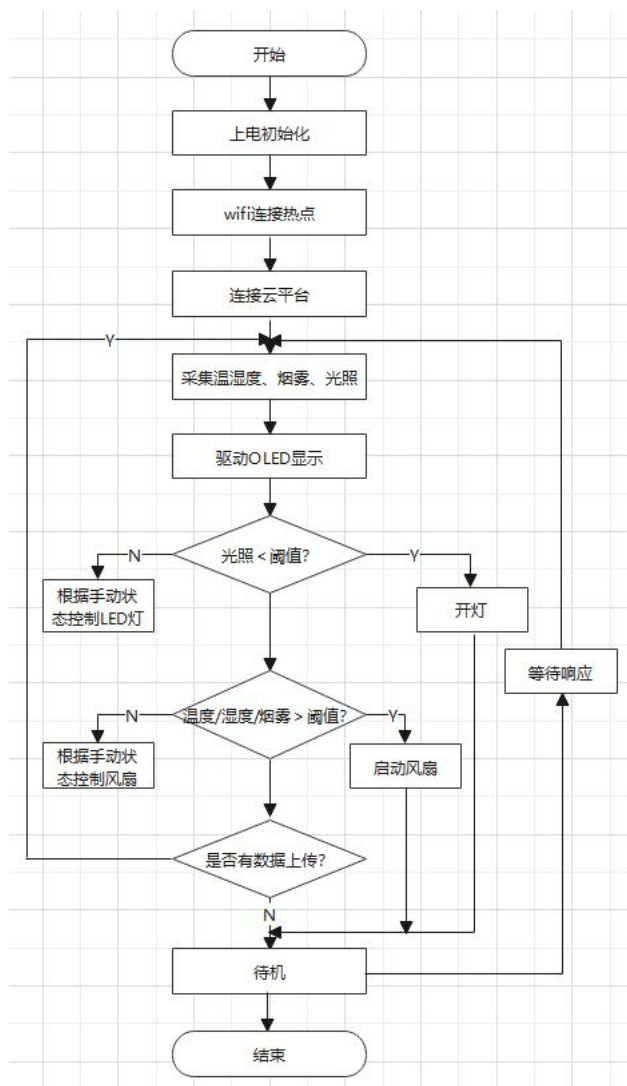 开始
上电初始化
wifi连接热点
连接云平台
Y
采集温湿度、烟雾、光照
驱动OLED显示
光照<阈值?
N
Y
根据手动状
态控制LED灯
开灯
等待响应
温度/湿度/烟雾>阈值?
N
Y
根据手动状
态控制风扇
启动风扇
是否有数据上传?
N
待机
结束